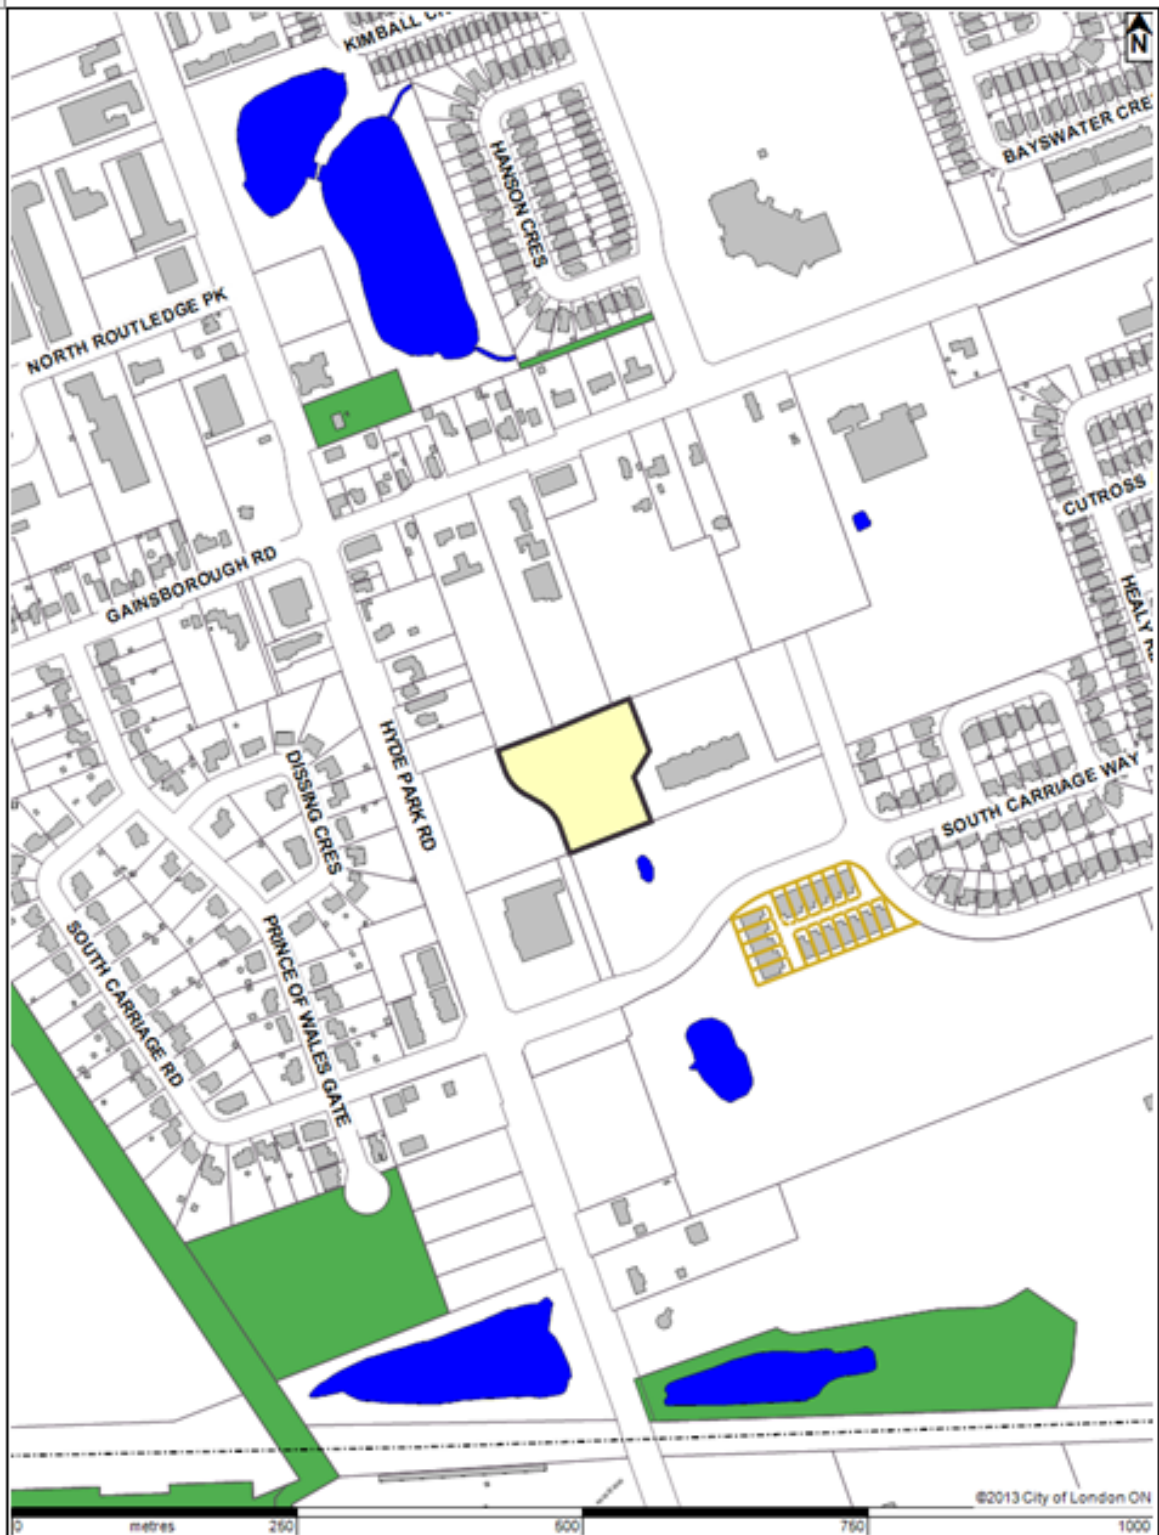 N
KIMBALL
BAYSWATER CRE
HANSON CRES
NORTH ROUTLEDGE PK
CUTROSS
GAINSBOROUGH RD
HEALY
HYDE PARK RD
DISSING CRES
SOUTH CARRIAGE WAY
PRINCE OF WALES GATE
SOUTH CARRIAGE RD
©2013 City of London ON
0 metres 250 500 750 1000